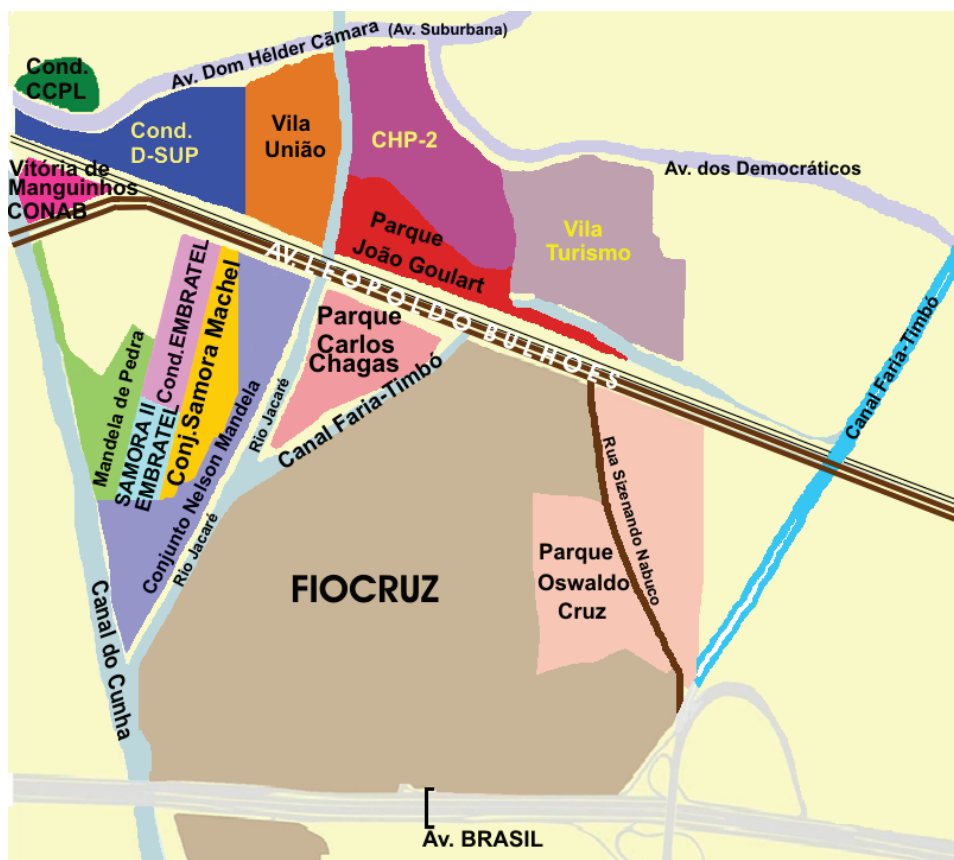 Av. Dom Hélder Cãmara (Av. Suburbana)
Cond.
CCPL
Cond.
D-SUP
Vila
União
CHP-2
Av. dos Democráticos
Vitória de
Manguinhos
CONAB
Parque
João Goulart
Vila
Turismo
AV. LEOPOLDO BULHOES
Cond.EMBRATEL
Conj.Samora Machel
Mandela de Pedra
SAMORA II
EMBRATEL
Conjunto Nelson Mandela
Rio Jacaré
Parque
Carlos
Chagas
Canal Faria-Timbó
Canal Faria-Timbó
Rio Jacaré
Rua Sizenando Nabuco
Parque
Oswaldo
Cruz
FIOCRUZ
Canal do Cunha
Av. BRASIL